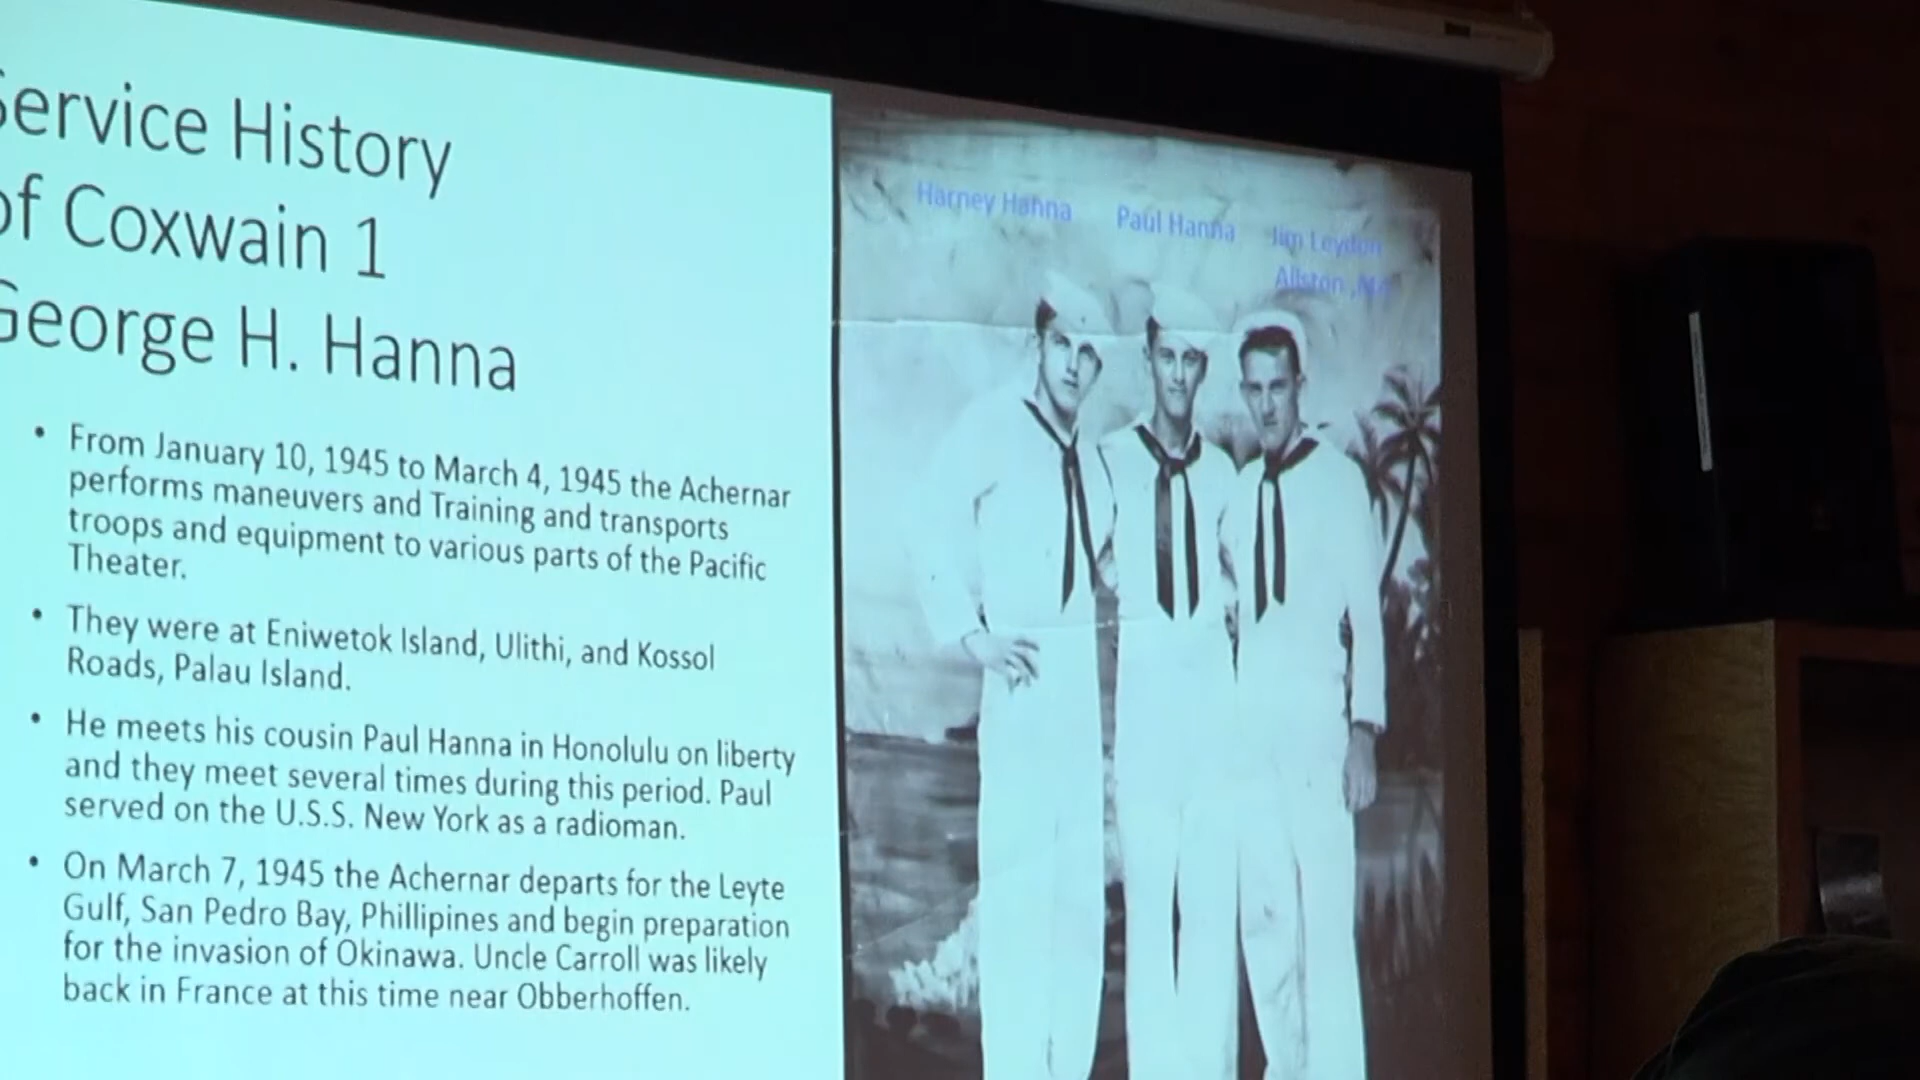 Service History
of Coxwain 1
George H. Hanna
• From January 10, 1945 to March 4, 1945 the Achernar
performs maneuvers and Training and transports
troops and equipment to various parts of the Pacific
Theater.
• They were at Eniwetok Island, Ulithi, and Kossol
Roads, Palau Island.
• He meets his cousin Paul Hanna in Honolulu on liberty
and they meet several times during this period. Paul
served on the U.S.S. New York as a radioman.
• On March 7, 1945 the Achernar departs for the Leyte
Gulf, San Pedro Bay, Phillipines and begin preparation
for the invasion of Okinawa. Uncle Carroll was likely
back in France at this time near Obberhoffen.
Harney Hanna
Paul Hanna
Jim Leydon
Allston ,MA